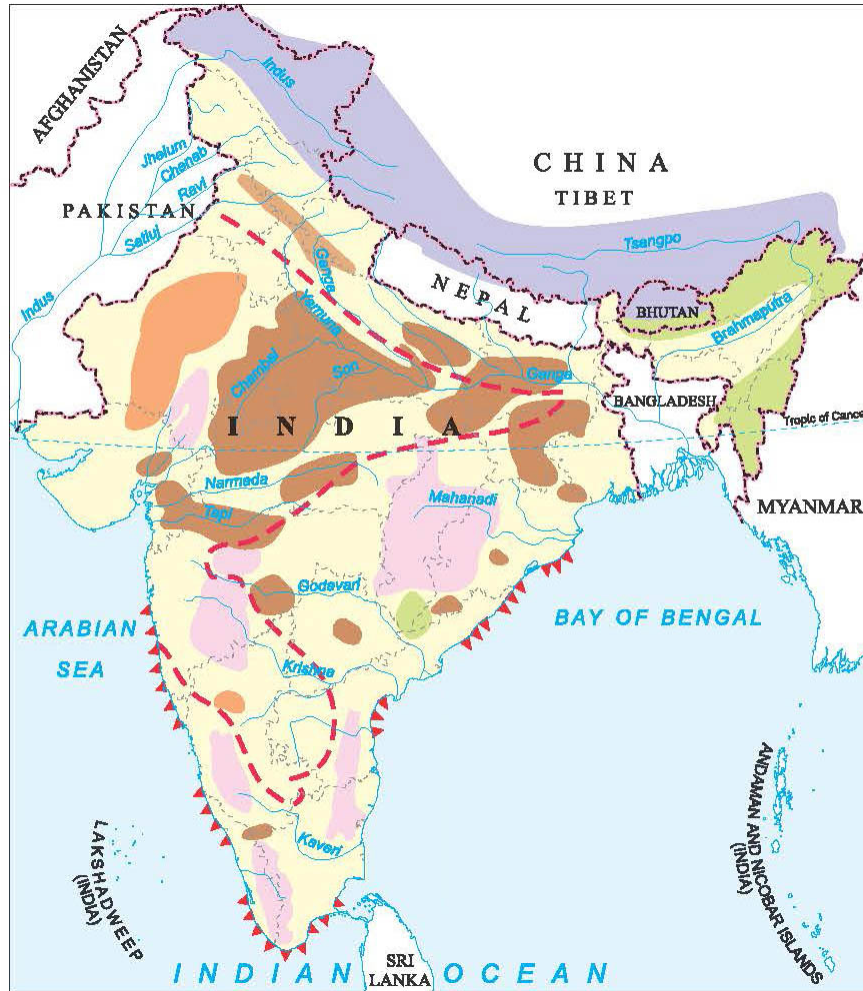 AFGHANISTAN
Indus
CHINA
TIBET
Jhelum
Chenab
Ravi
PAKISTAN
Satluj
Tsangpo
Ganga
NEPAL
Indus
BHUTAN
Yamuna
Brahmaputra
Chambal
Son
Ganga
BANGLADESH
INDIA
Tropic of Cance
Narmada
Mahanadi
MYANMAR
Tapi
Godavari
ARABIAN
SEA
BAY OF BENGAL
Krishna
ANDAMAN AND NICOBAR ISLANDS
(INDIA)
LAKSHADWEEP
(INDIA)
Kaveri
SRI
LANKA
INDIAN OCEAN